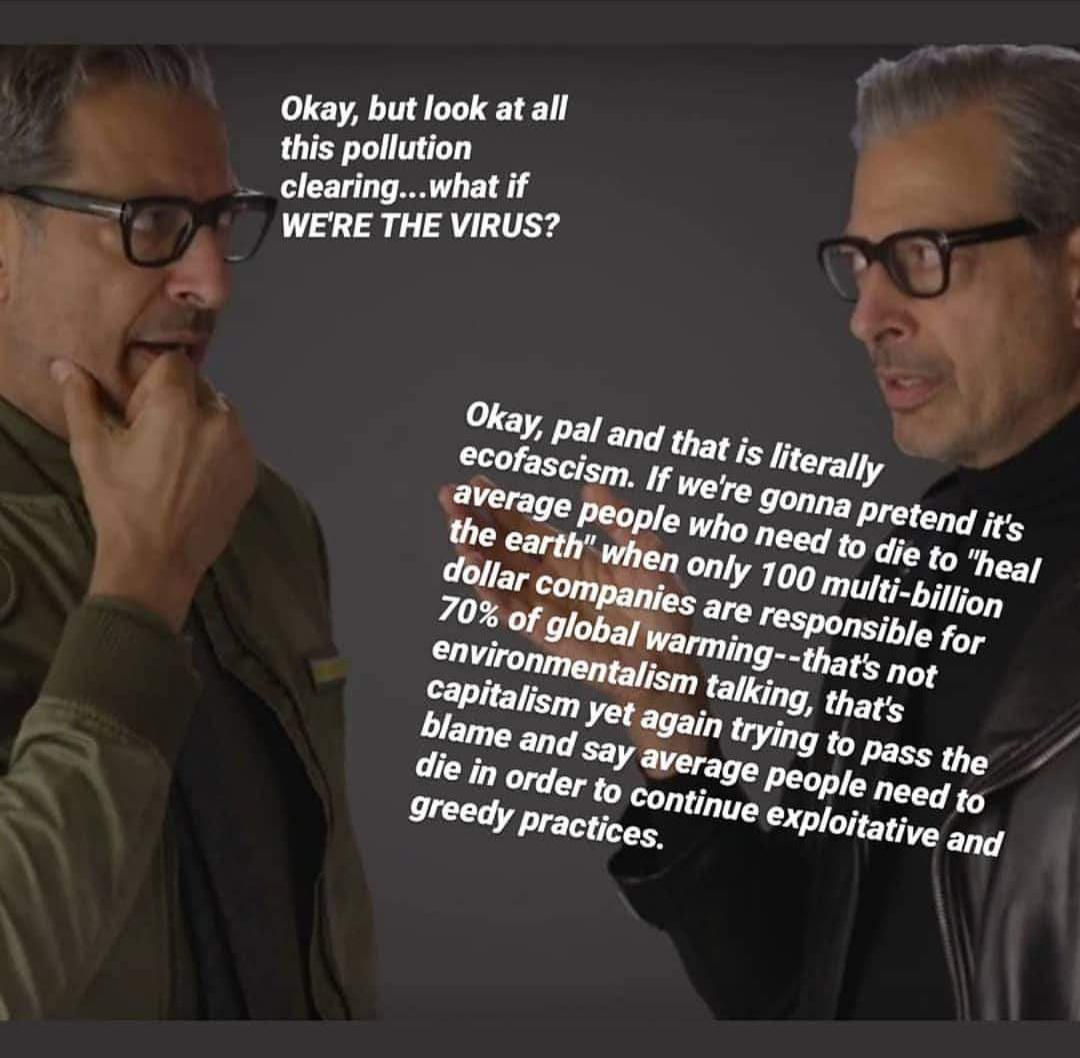 Okay, but look at all
this pollution
clearing...what if
WE'RE THE VIRUS?
Okay, pal and that is literally
ecofascism. If we're gonna pretend it's
average people who need to die to "heal
the earth" when only 100 multi-billion
dollar companies are responsible for
70% of global warming--that's not
environmentalism talking, that's
capitalism yet again trying to pass the
blame and say average people need to
die in order to continue exploitative and
greedy practices.